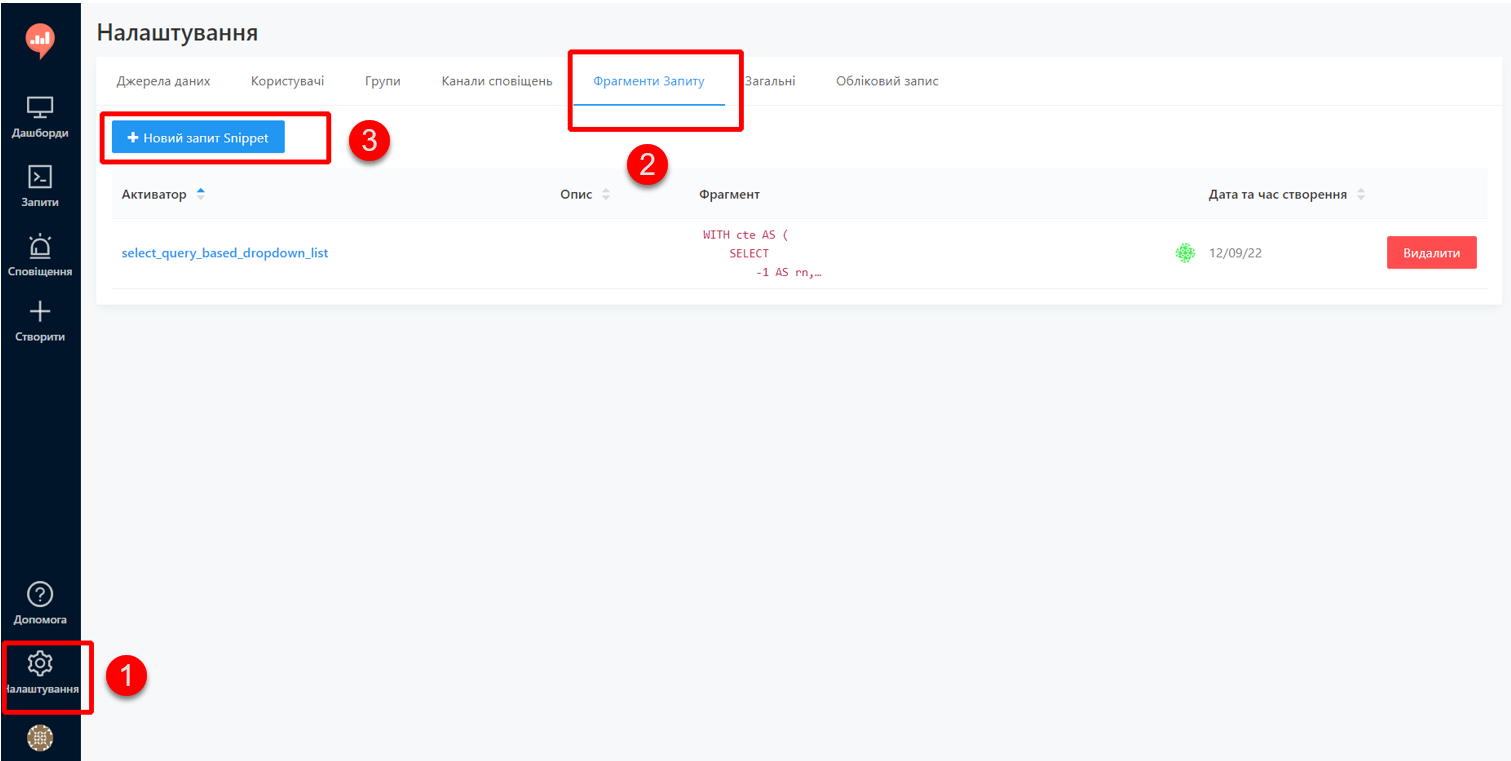 Налаштування
Джерела даних Користувачі Групи Канали сповіщень Фрагменти Запиту Загальні Обліковий запис
+ Новий запит Snippet
3
2
Активатор Опис Фрагмент Дата та час створення
select_query_based_dropdown_list
WITH cte AS (
SELECT
-1 AS rn,…
12/09/22
Видалити
Дашборди
>_
Запити
Сповіщення
Створити
?
Допомога
Налаштування
1